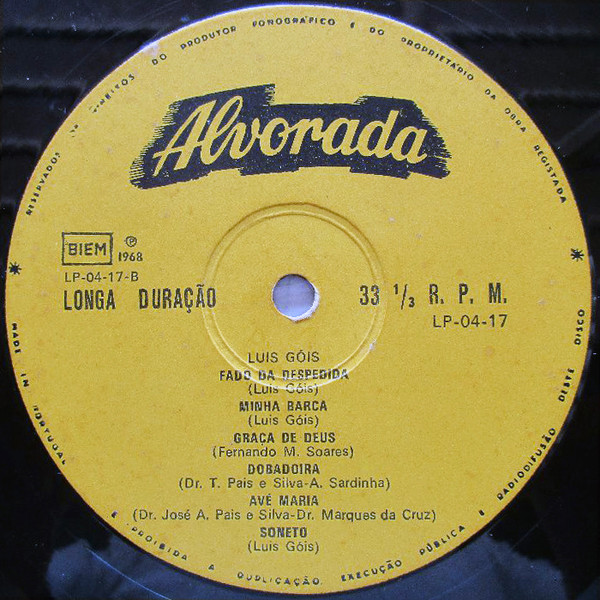 RESERVADOS OS DIREITOS DO PRODUTOR FONOGRÁFICO E DO PROPRIETÁRIO DA OBRA REGISTADA
Alvorada
BIEM ℗ 1968
LP-04-17-B
LONGA DURAÇÃO 33 1/3 R. P. M.
LP-04-17
LUIS GÓIS
FADO DA DESPEDIDA
(Luis Góis)
MINHA BARCA
(Luis Góis)
GRAÇA DE DEUS
(Fernando M. Soares)
DOBADOIRA
(Dr. T. Pais e Silva-A. Sardinha)
AVÉ MARIA
(Dr. José A. Pais e Silva-Dr. Marques da Cruz)
SONETO
(Luis Góis)
MADE IN PORTUGAL
É PROIBIDA A DUPLICAÇÃO, EXECUÇÃO PÚBLICA E RADIODIFUSÃO DESTE DISCO